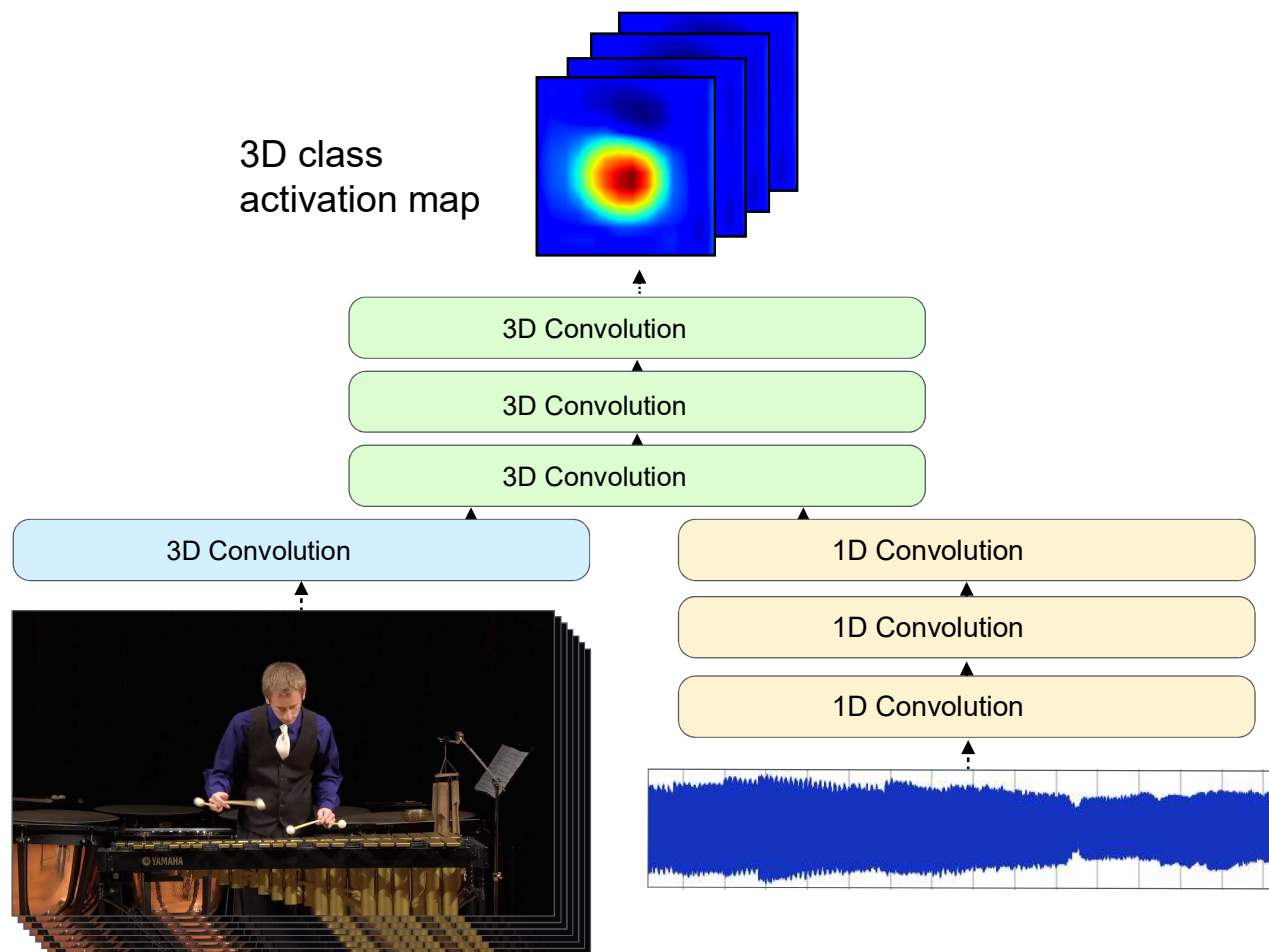 3D class
activation map
3D Convolution
3D Convolution
3D Convolution
3D Convolution
1D Convolution
1D Convolution
1D Convolution
YAMAHA